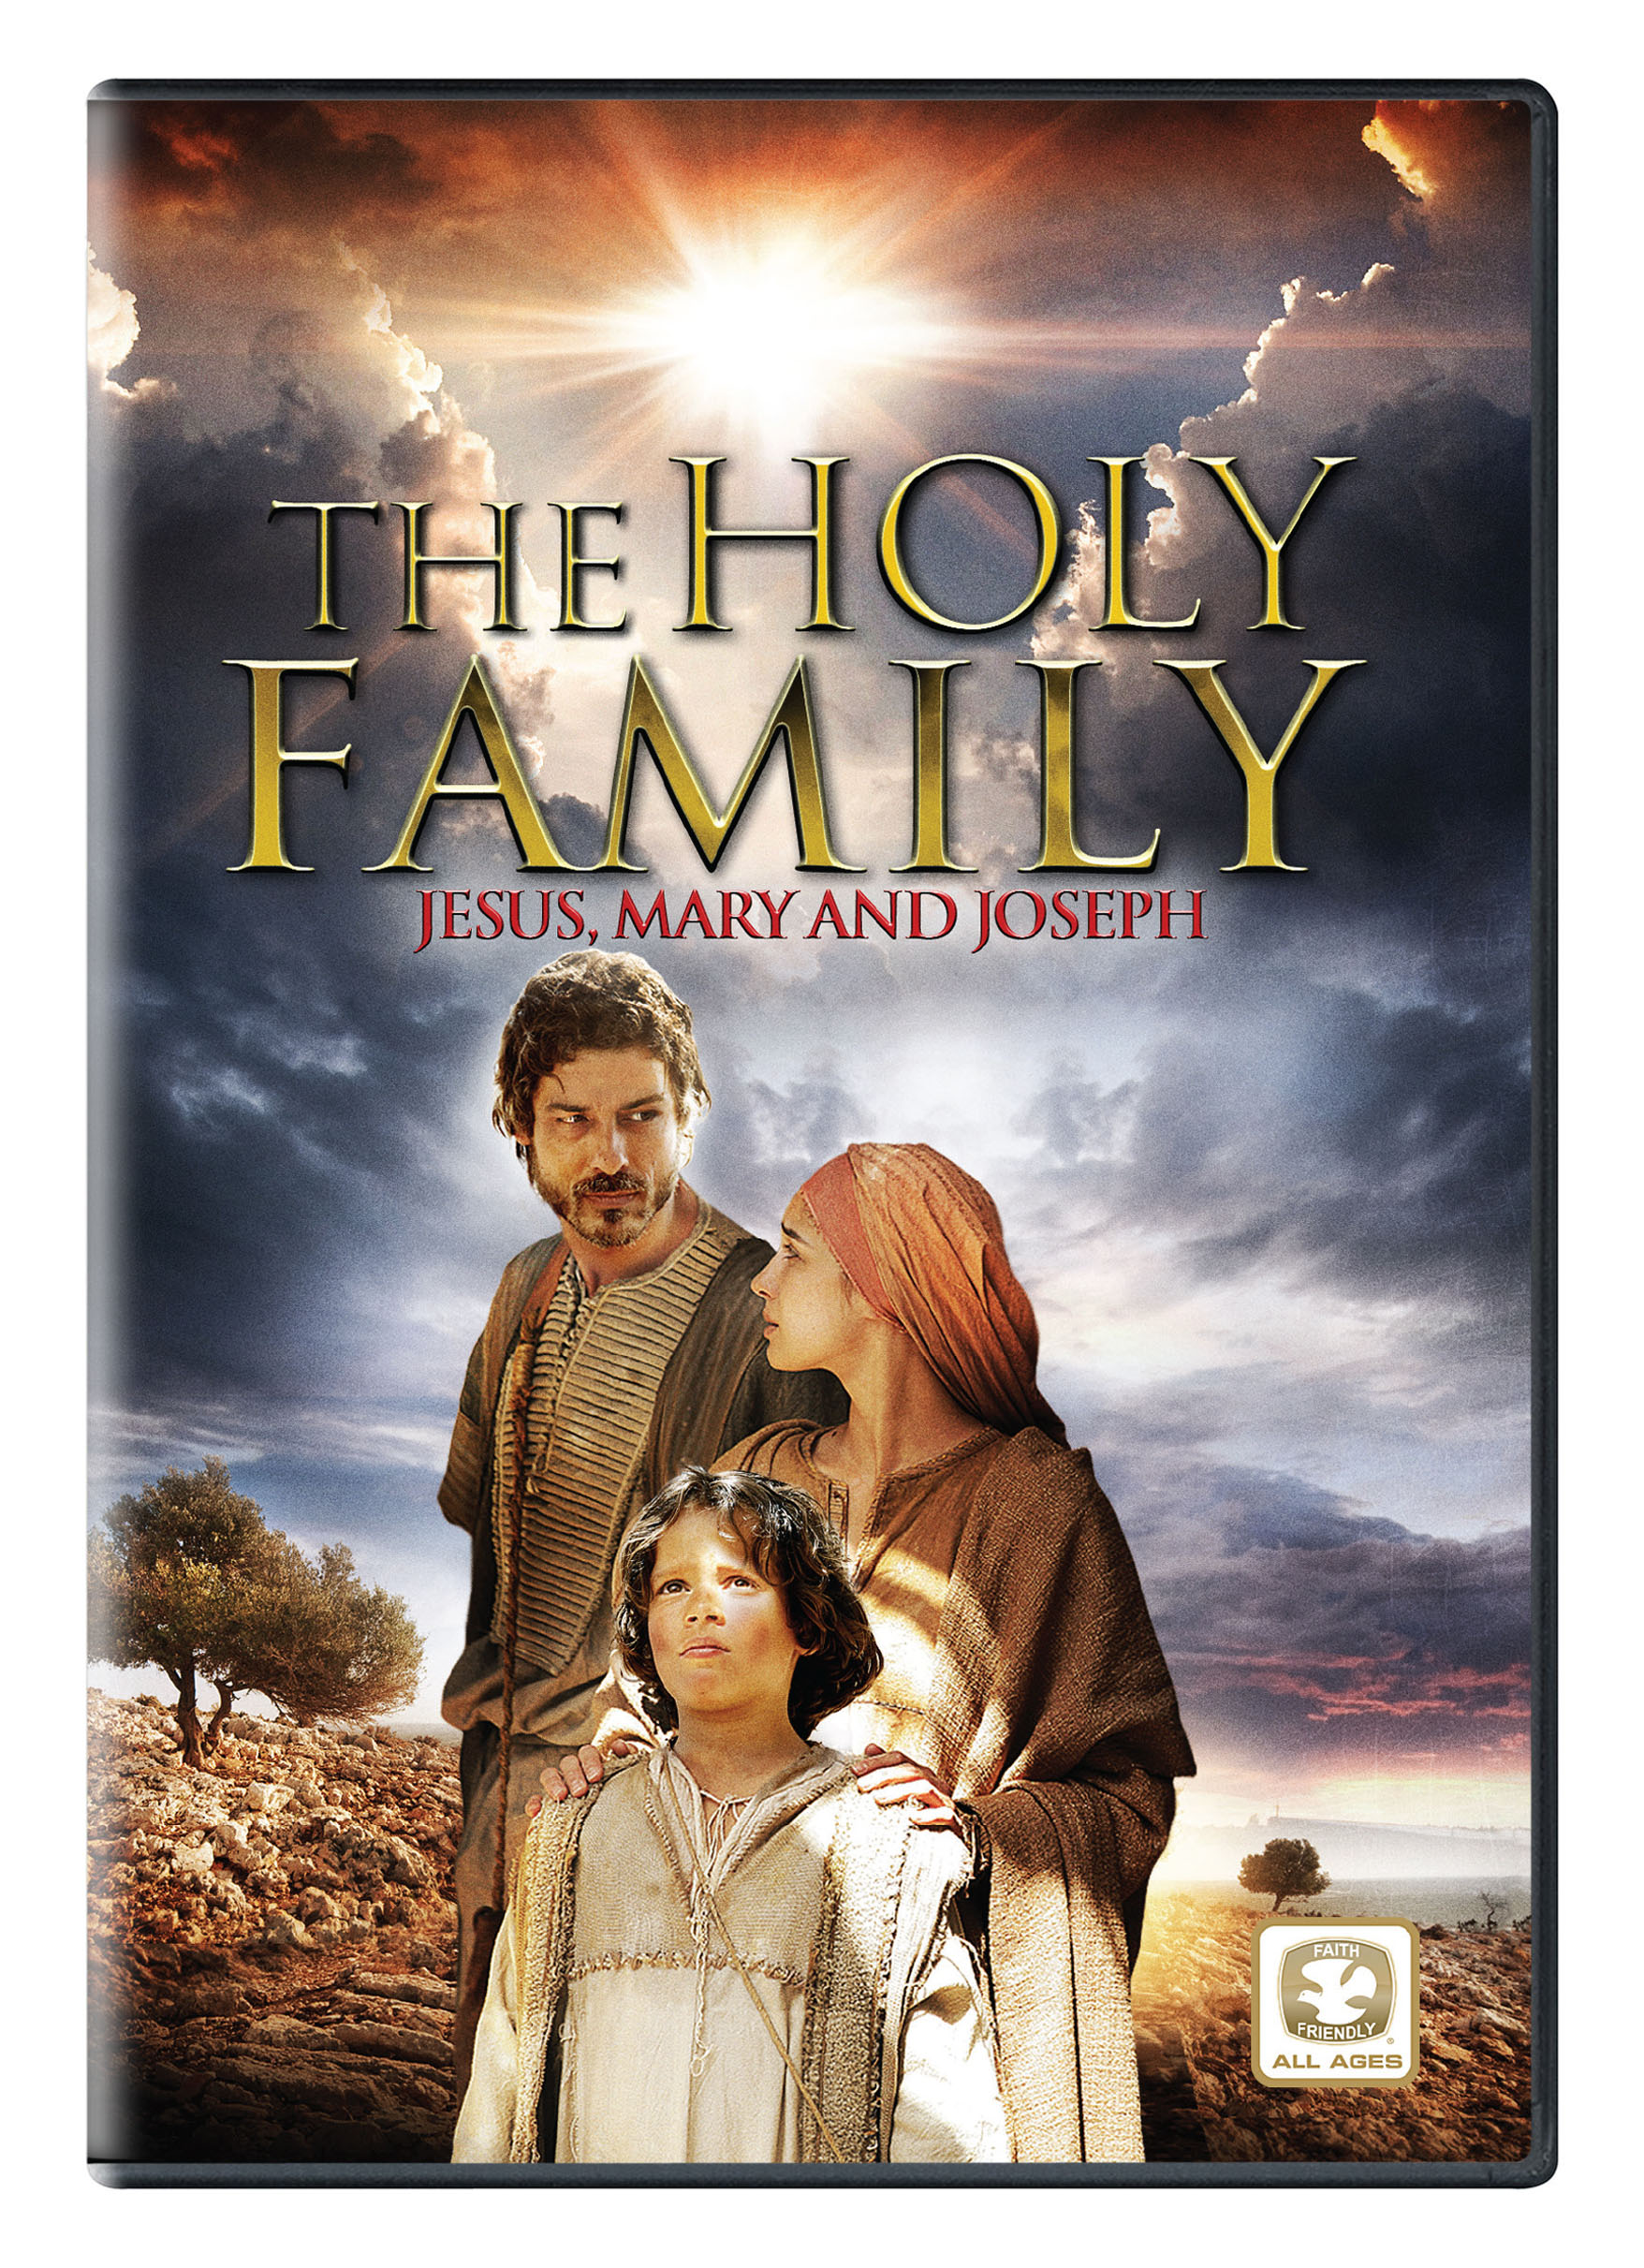 THE HOLY
FAMILY
JESUS, MARY AND JOSEPH
FAITH
FRIENDLY
®
ALL AGES